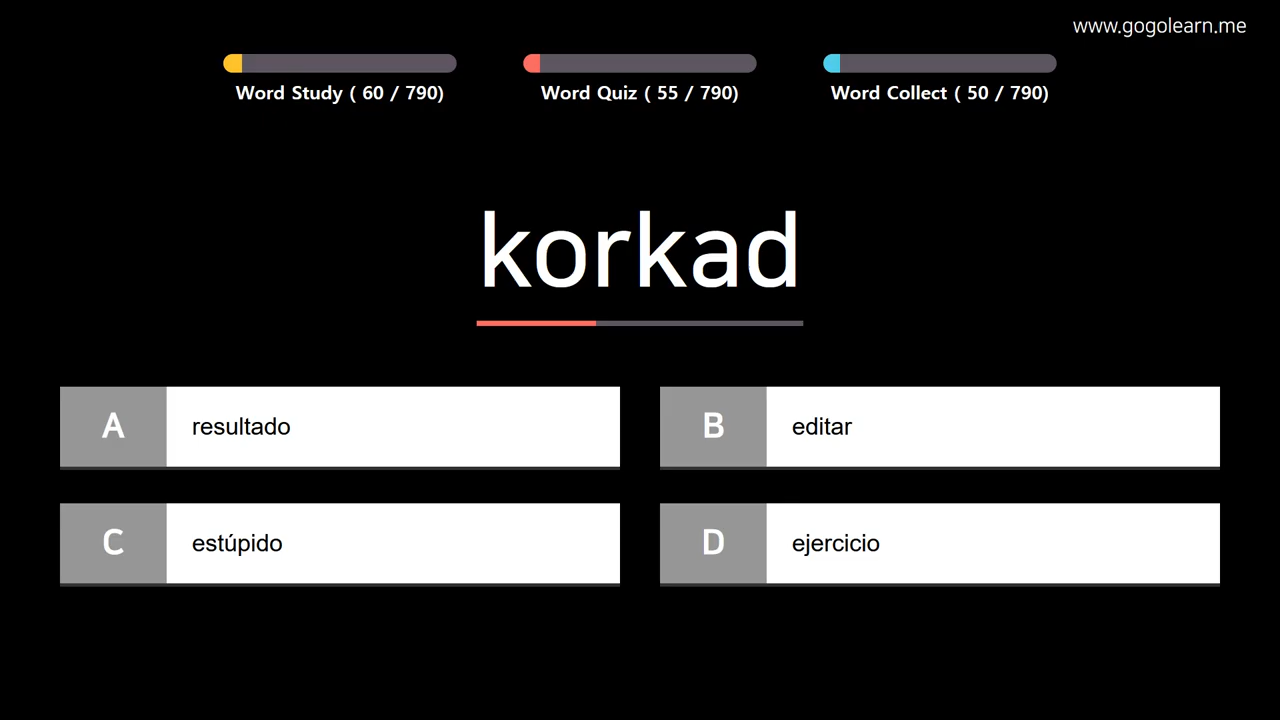 www.gogolearn.me
Word Study ( 60 / 790)
Word Quiz ( 55 / 790)
Word Collect ( 50 / 790)
korkad
A resultado
B editar
C estúpido
D ejercicio